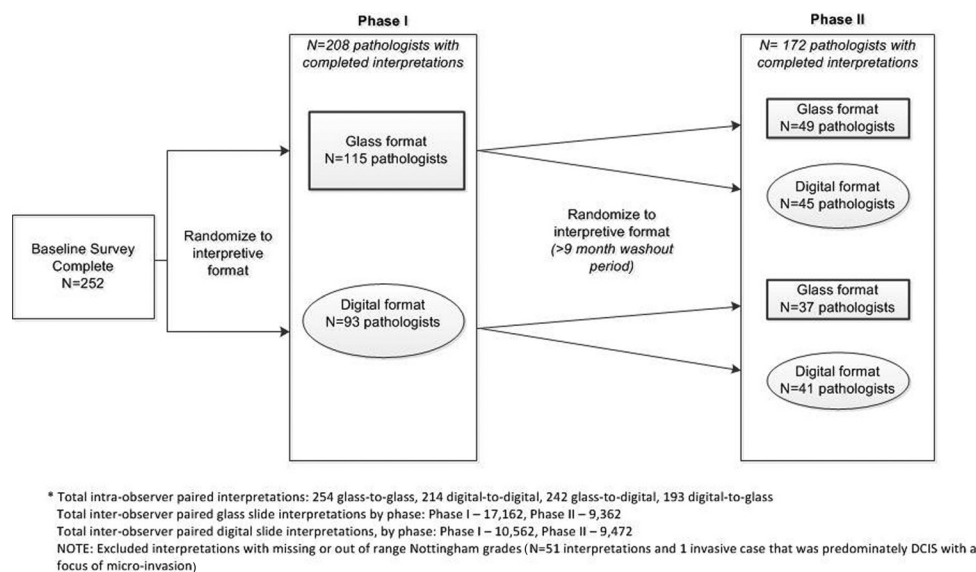 Phase I
N=208 pathologists with
completed interpretations
Glass format
N=115 pathologists
Digital format
N=93 pathologists
Baseline Survey
Complete
N=252
Randomize to
interpretive
format
Randomize to
interpretive format
(>9 month washout
period)
Phase II
N= 172 pathologists with
completed interpretations
Glass format
N=49 pathologists
Digital format
N=45 pathologists
Glass format
N=37 pathologists
Digital format
N=41 pathologists
* Total intra-observer paired interpretations: 254 glass-to-glass, 214 digital-to-digital, 242 glass-to-digital, 193 digital-to-glass
Total inter-observer paired glass slide interpretations by phase: Phase I – 17,162, Phase II – 9,362
Total inter-observer paired digital slide interpretations, by phase: Phase I – 10,562, Phase II – 9,472
NOTE: Excluded interpretations with missing or out of range Nottingham grades (N=51 interpretations and 1 invasive case that was predominately DCIS with a
focus of micro-invasion)